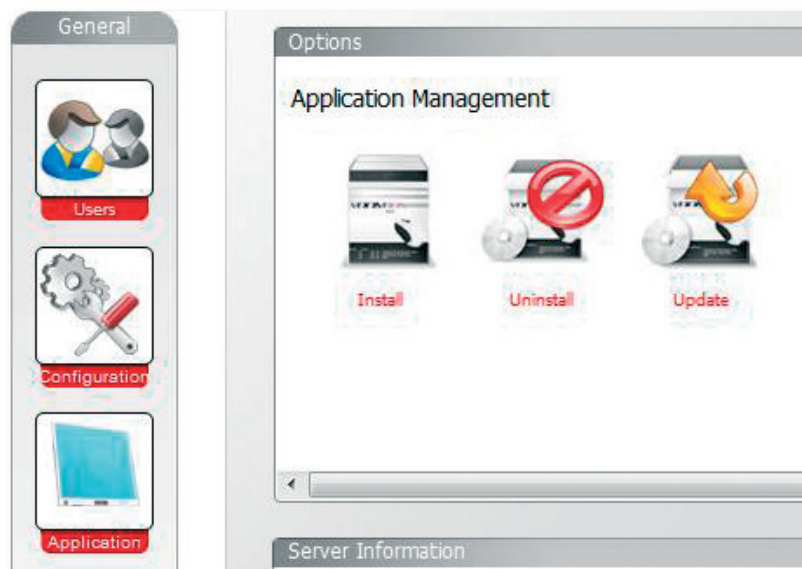 General
Users
Configuration
Application
Options
Application Management
Install
Uninstall
Update
Server Information